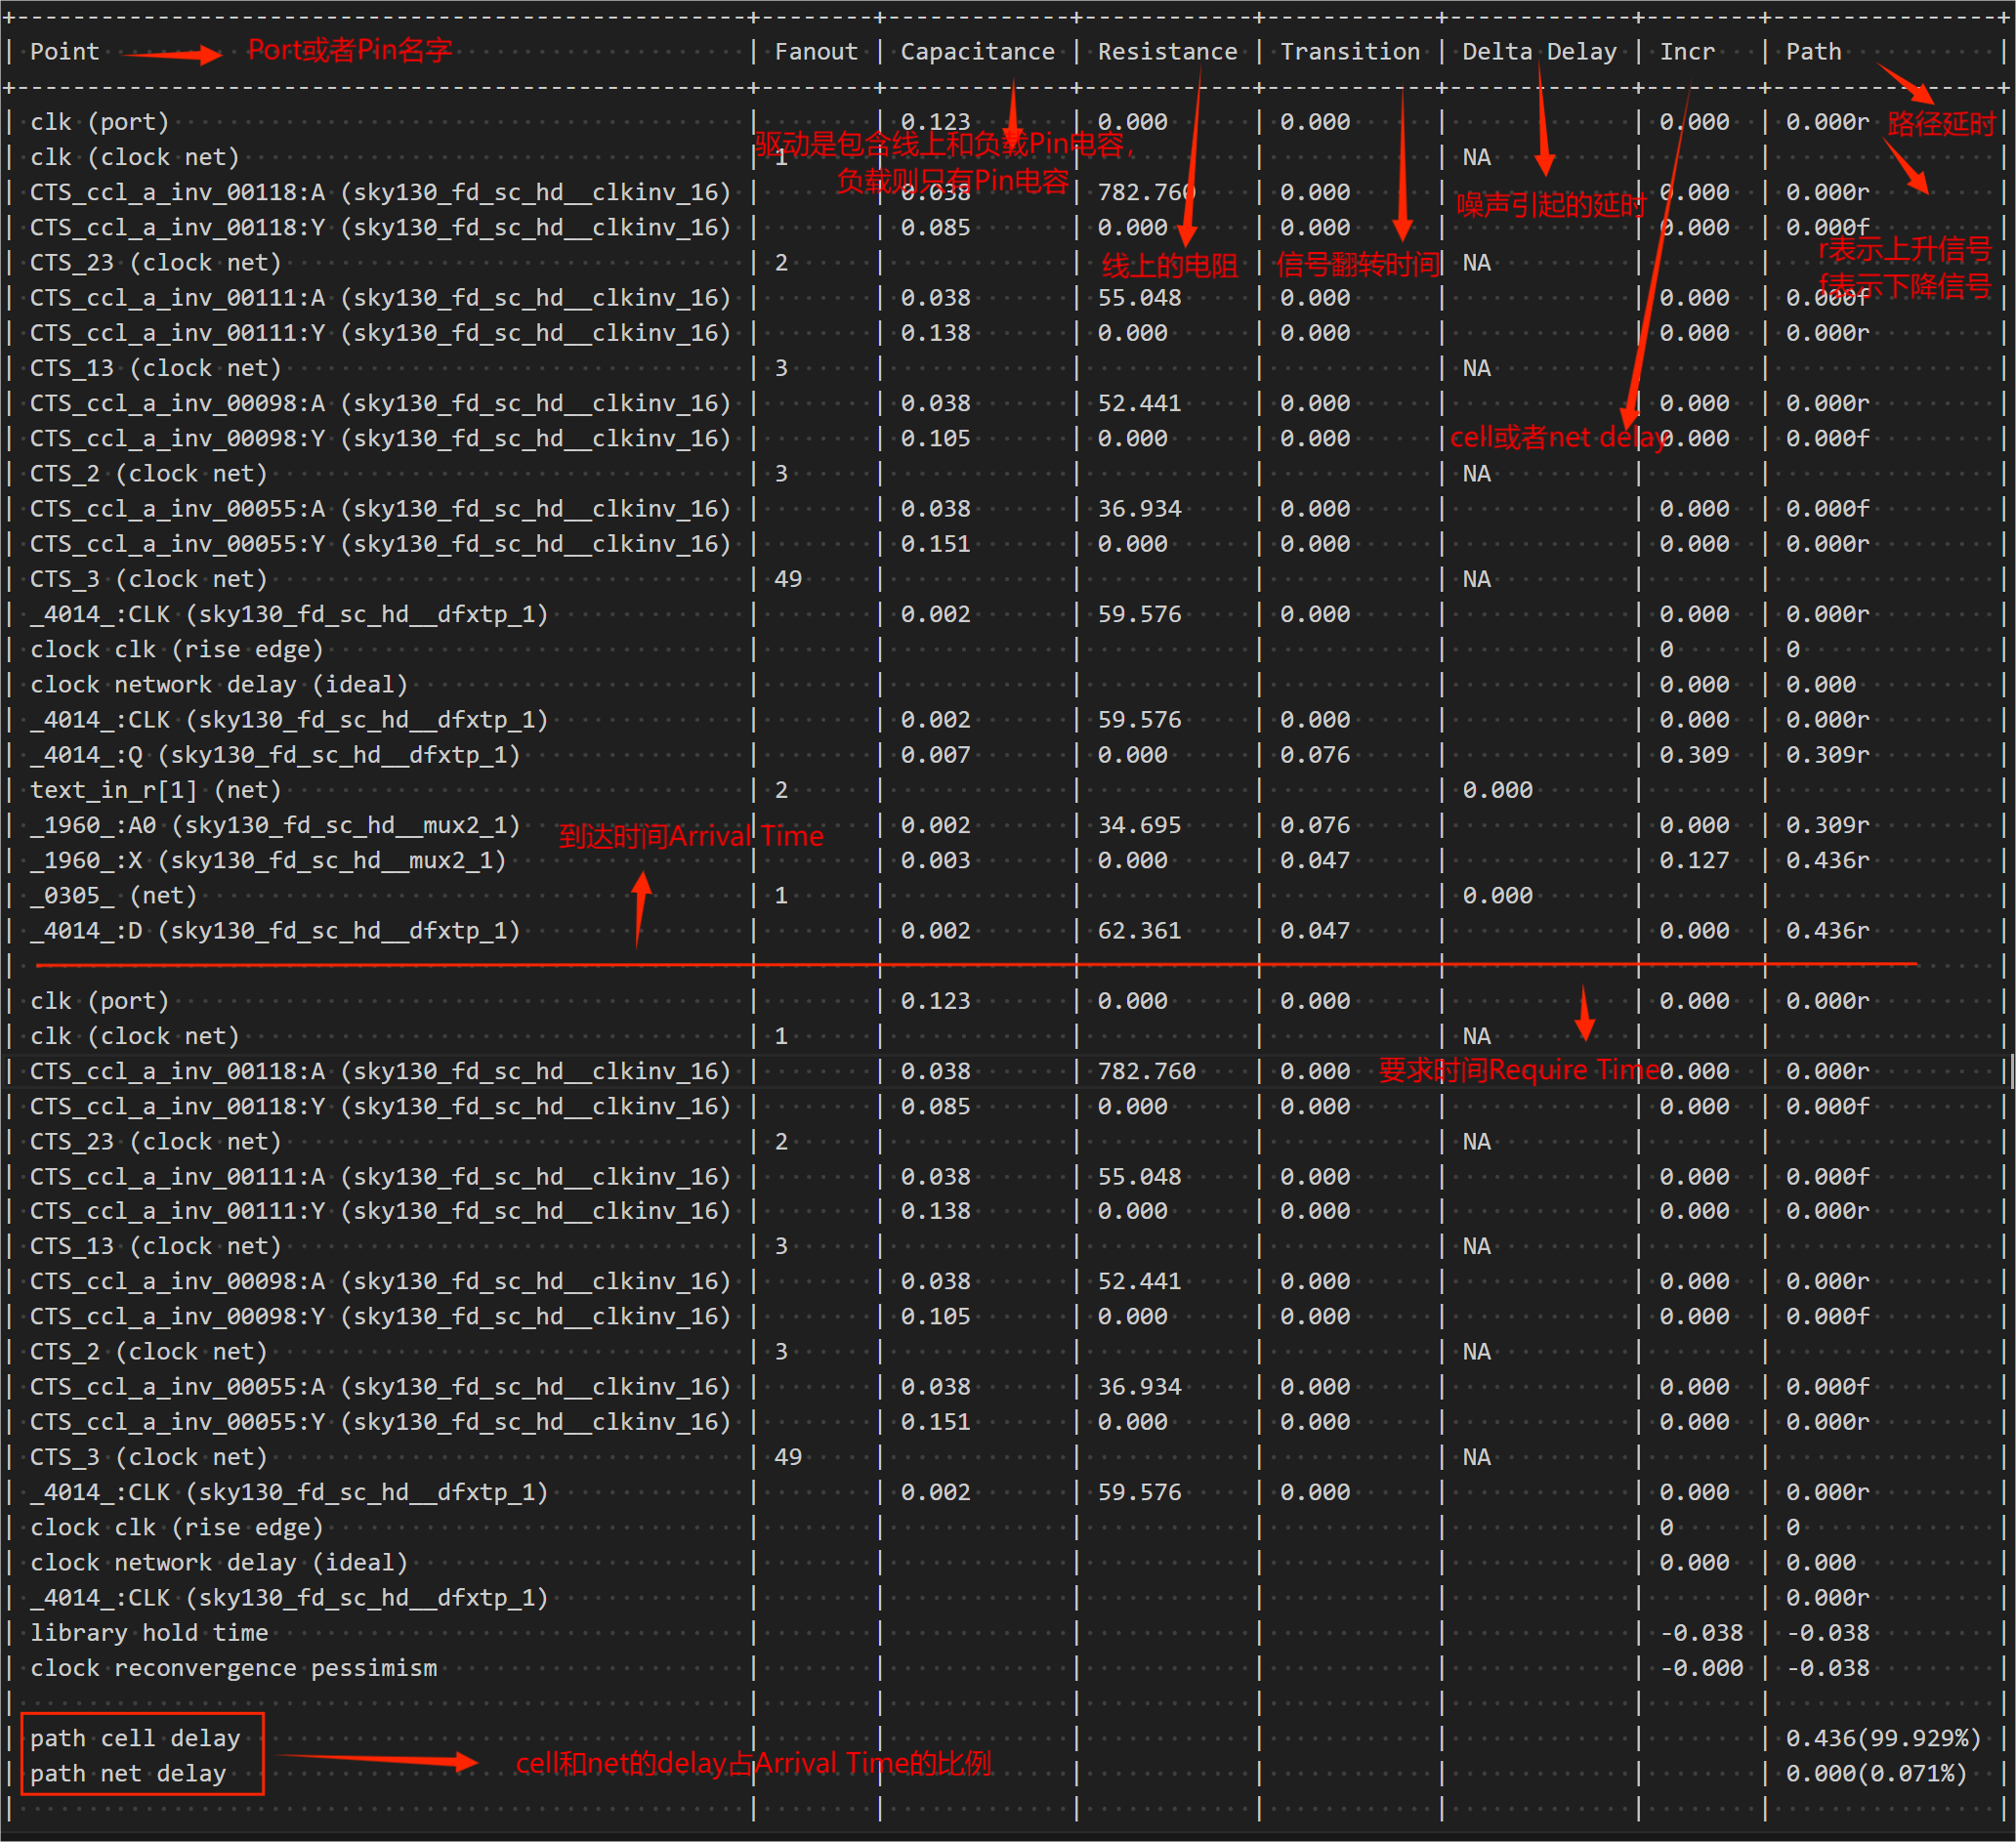 | Point | Fanout | Capacitance | Resistance | Transition | Delta Delay | Incr | Path |
Port或者Pin名字
| clk (port) | | 0.123 | 0.000 | 0.000 | | 0.000 | 0.000r |
路径延时
驱动是包含线上和负载Pin电容,
负载则只有Pin电容
| clk (clock net) | 1 | | | | NA | | |
| CTS_ccl_a_inv_00118:A (sky130_fd_sc_hd__clkinv_16) | | 0.038 | 782.760 | 0.000 | | 0.000 | 0.000r |
噪声引起的延时
| CTS_ccl_a_inv_00118:Y (sky130_fd_sc_hd__clkinv_16) | | 0.085 | 0.000 | 0.000 | | 0.000 | 0.000f |
r表示上升信号
f表示下降信号
| CTS_23 (clock net) | 2 | | | | NA | | |
线上的电阻
信号翻转时间
| CTS_ccl_a_inv_00111:A (sky130_fd_sc_hd__clkinv_16) | | 0.038 | 55.048 | 0.000 | | 0.000 | 0.000f |
| CTS_ccl_a_inv_00111:Y (sky130_fd_sc_hd__clkinv_16) | | 0.138 | 0.000 | 0.000 | | 0.000 | 0.000r |
| CTS_13 (clock net) | 3 | | | | NA | | |
| CTS_ccl_a_inv_00098:A (sky130_fd_sc_hd__clkinv_16) | | 0.038 | 52.441 | 0.000 | | 0.000 | 0.000r |
| CTS_ccl_a_inv_00098:Y (sky130_fd_sc_hd__clkinv_16) | | 0.105 | 0.000 | 0.000 | | 0.000 | 0.000f |
cell或者net delay
| CTS_2 (clock net) | 3 | | | | NA | | |
| CTS_ccl_a_inv_00055:A (sky130_fd_sc_hd__clkinv_16) | | 0.038 | 36.934 | 0.000 | | 0.000 | 0.000f |
| CTS_ccl_a_inv_00055:Y (sky130_fd_sc_hd__clkinv_16) | | 0.151 | 0.000 | 0.000 | | 0.000 | 0.000r |
| CTS_3 (clock net) | 49 | | | | NA | | |
| _4014_:CLK (sky130_fd_sc_hd__dfxtp_1) | | 0.002 | 59.576 | 0.000 | | 0.000 | 0.000r |
| clock clk (rise edge) | | | | | | 0 | 0 |
| clock network delay (ideal) | | | | | | 0.000 | 0.000 |
| _4014_:CLK (sky130_fd_sc_hd__dfxtp_1) | | 0.002 | 59.576 | 0.000 | | 0.000 | 0.000r |
| _4014_:Q (sky130_fd_sc_hd__dfxtp_1) | | 0.007 | 0.000 | 0.076 | | 0.309 | 0.309r |
| text_in_r[1] (net) | 2 | | | | 0.000 | | |
| _1960_:A0 (sky130_fd_sc_hd__mux2_1) | | 0.002 | 34.695 | 0.076 | | 0.000 | 0.309r |
到达时间Arrival Time
| _1960_:X (sky130_fd_sc_hd__mux2_1) | | 0.003 | 0.000 | 0.047 | | 0.127 | 0.436r |
| _0305_ (net) | 1 | | | | 0.000 | | |
| _4014_:D (sky130_fd_sc_hd__dfxtp_1) | | 0.002 | 62.361 | 0.047 | | 0.000 | 0.436r |
| clk (port) | | 0.123 | 0.000 | 0.000 | | 0.000 | 0.000r |
| clk (clock net) | 1 | | | | NA | | |
| CTS_ccl_a_inv_00118:A (sky130_fd_sc_hd__clkinv_16) | | 0.038 | 782.760 | 0.000 | | 0.000 | 0.000r |
要求时间Require Time
| CTS_ccl_a_inv_00118:Y (sky130_fd_sc_hd__clkinv_16) | | 0.085 | 0.000 | 0.000 | | 0.000 | 0.000f |
| CTS_23 (clock net) | 2 | | | | NA | | |
| CTS_ccl_a_inv_00111:A (sky130_fd_sc_hd__clkinv_16) | | 0.038 | 55.048 | 0.000 | | 0.000 | 0.000f |
| CTS_ccl_a_inv_00111:Y (sky130_fd_sc_hd__clkinv_16) | | 0.138 | 0.000 | 0.000 | | 0.000 | 0.000r |
| CTS_13 (clock net) | 3 | | | | NA | | |
| CTS_ccl_a_inv_00098:A (sky130_fd_sc_hd__clkinv_16) | | 0.038 | 52.441 | 0.000 | | 0.000 | 0.000r |
| CTS_ccl_a_inv_00098:Y (sky130_fd_sc_hd__clkinv_16) | | 0.105 | 0.000 | 0.000 | | 0.000 | 0.000f |
| CTS_2 (clock net) | 3 | | | | NA | | |
| CTS_ccl_a_inv_00055:A (sky130_fd_sc_hd__clkinv_16) | | 0.038 | 36.934 | 0.000 | | 0.000 | 0.000f |
| CTS_ccl_a_inv_00055:Y (sky130_fd_sc_hd__clkinv_16) | | 0.151 | 0.000 | 0.000 | | 0.000 | 0.000r |
| CTS_3 (clock net) | 49 | | | | NA | | |
| _4014_:CLK (sky130_fd_sc_hd__dfxtp_1) | | 0.002 | 59.576 | 0.000 | | 0.000 | 0.000r |
| clock clk (rise edge) | | | | | | 0 | 0 |
| clock network delay (ideal) | | | | | | 0.000 | 0.000 |
| _4014_:CLK (sky130_fd_sc_hd__dfxtp_1) | | | | | | | 0.000r |
| library hold time | | | | | | -0.038 | -0.038 |
| clock reconvergence pessimism | | | | | | -0.000 | -0.038 |
| path cell delay | | | | | | | 0.436(99.929%) |
cell和net的delay占Arrival Time的比例
| path net delay | | | | | | | 0.000(0.071%) |